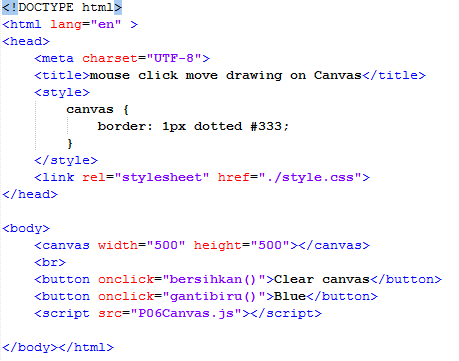 <!DOCTYPE html>
<html lang="en" >
<head>
    <meta charset="UTF-8">
    <title>mouse click move drawing on Canvas</title>
    <style>
        canvas {
            border: 1px dotted #333;
        }
    </style>
    <link rel="stylesheet" href="./style.css">
</head>

<body>
    <canvas width="500" height="500"></canvas>
    <br>
    <button onclick="bersihkan()">Clear canvas</button>
    <button onclick="gantibiru()">Blue</button>
    <script src="P06Canvas.js"></script>

</body></html>